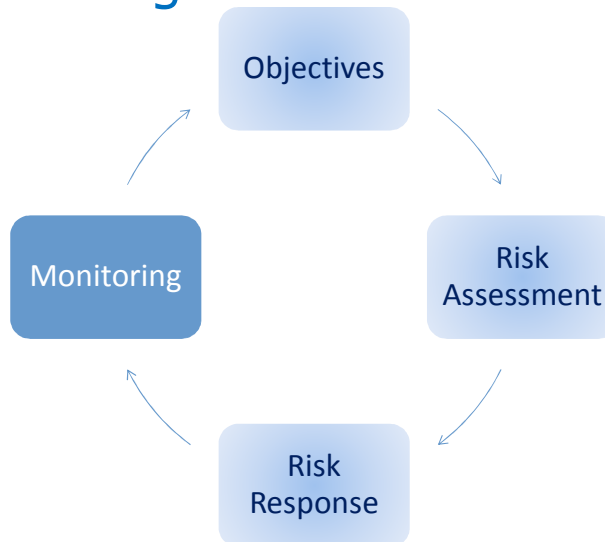 Objectives
Risk
Assessment
Monitoring
Risk
Response